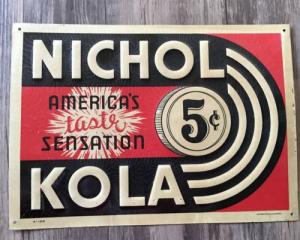 NICHOL
AMERICA'S
taste
SENSATION
5¢
KOLA